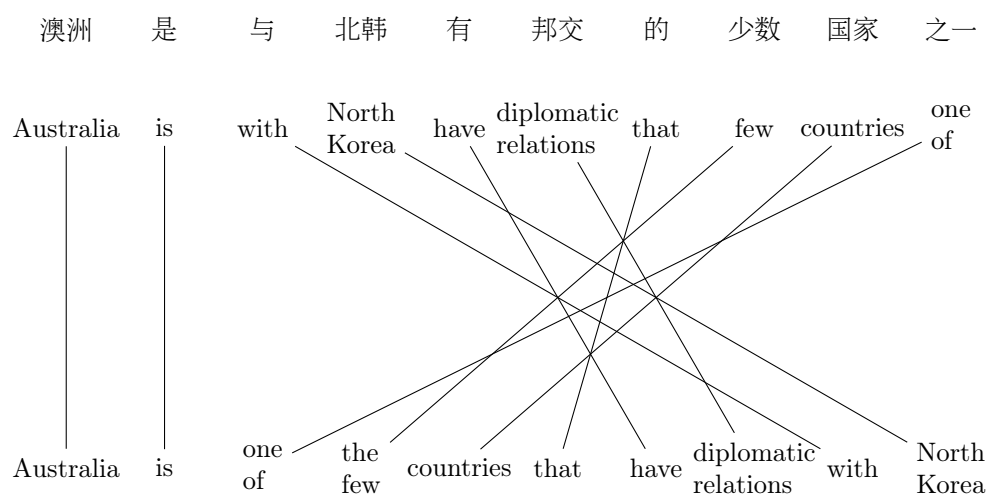 澳洲 是 与 北韩 有 邦交 的 少数 国家 之一
Australia is with North Korea have diplomatic relations that few countries one of
Australia is one of the few countries that have diplomatic relations with North Korea